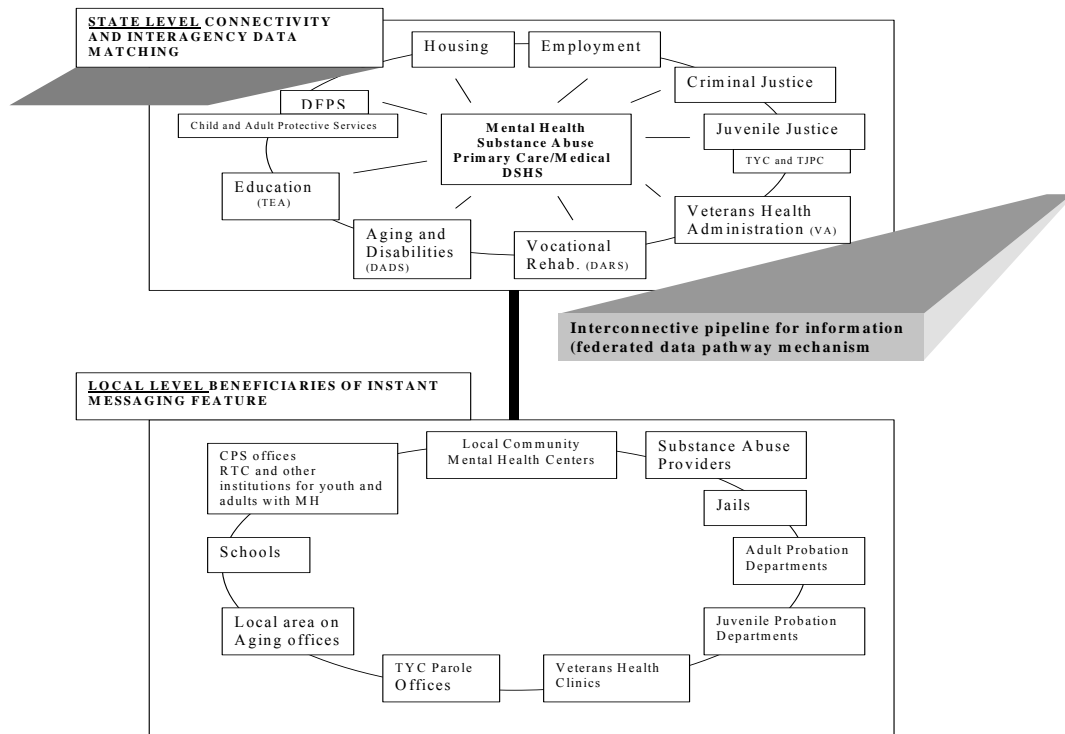 STATE LEVEL CONNECTIVITY
AND INTERAGENCY DATA
MATCHING
Housing
Employment
Criminal Justice
DFPS
Child and Adult Protective Services
Mental Health
Substance Abuse
Primary Care/Medical
DSHS
Juvenile Justice
TYC and TJPC
Education
(TEA)
Veterans Health
Administration (VA)
Aging and
Disabilities
(DADS)
Vocational
Rehab. (DARS)
Interconnective pipeline for information
(federated data pathway mechanism
LOCAL LEVEL BENEFICIARIES OF INSTANT
MESSAGING FEATURE
CPS offices
RTC and other
institutions for youth and
adults with MH
Local Community
Mental Health Centers
Substance Abuse
Providers
Jails
Schools
Adult Probation
Departments
Local area on
Aging offices
Juvenile Probation
Departments
TYC Parole
Offices
Veterans Health
Clinics